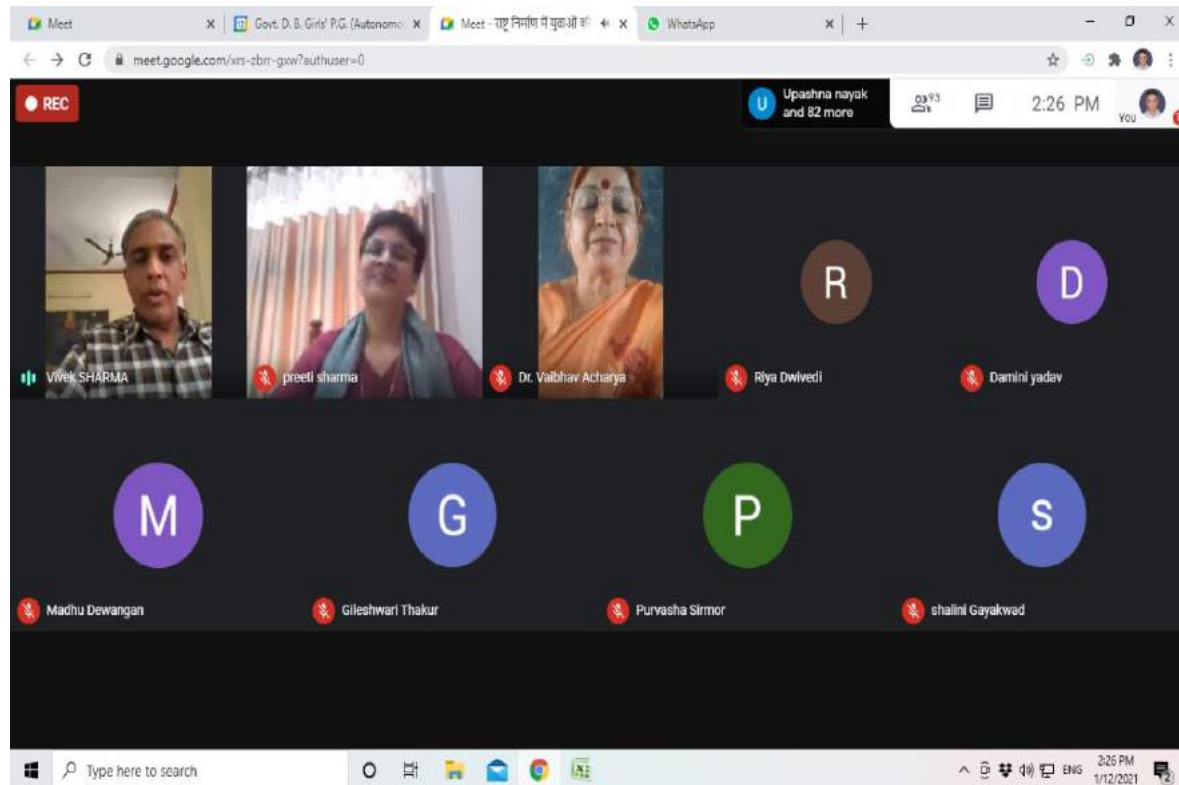 Meet
Govt. D. B. Girls' P.G. (Autonomo
Meet - राष्ट्र निर्माण में युवाओं की
WhatsApp
meet.google.com/xrs-zbrr-gxw?authuser=0
REC
U
Upashna nayak
and 82 more
93
2:26 PM
You
R
D
Vivek SHARMA
preeti sharma
Dr. Vaibhav Acharya
Riya Dwivedi
Damini yadav
M
G
P
s
Madhu Dewangan
Gileshwari Thakur
Purvasha Sirmor
shalini Gayakwad
Type here to search
ENG
2:26 PM
1/12/2021
2